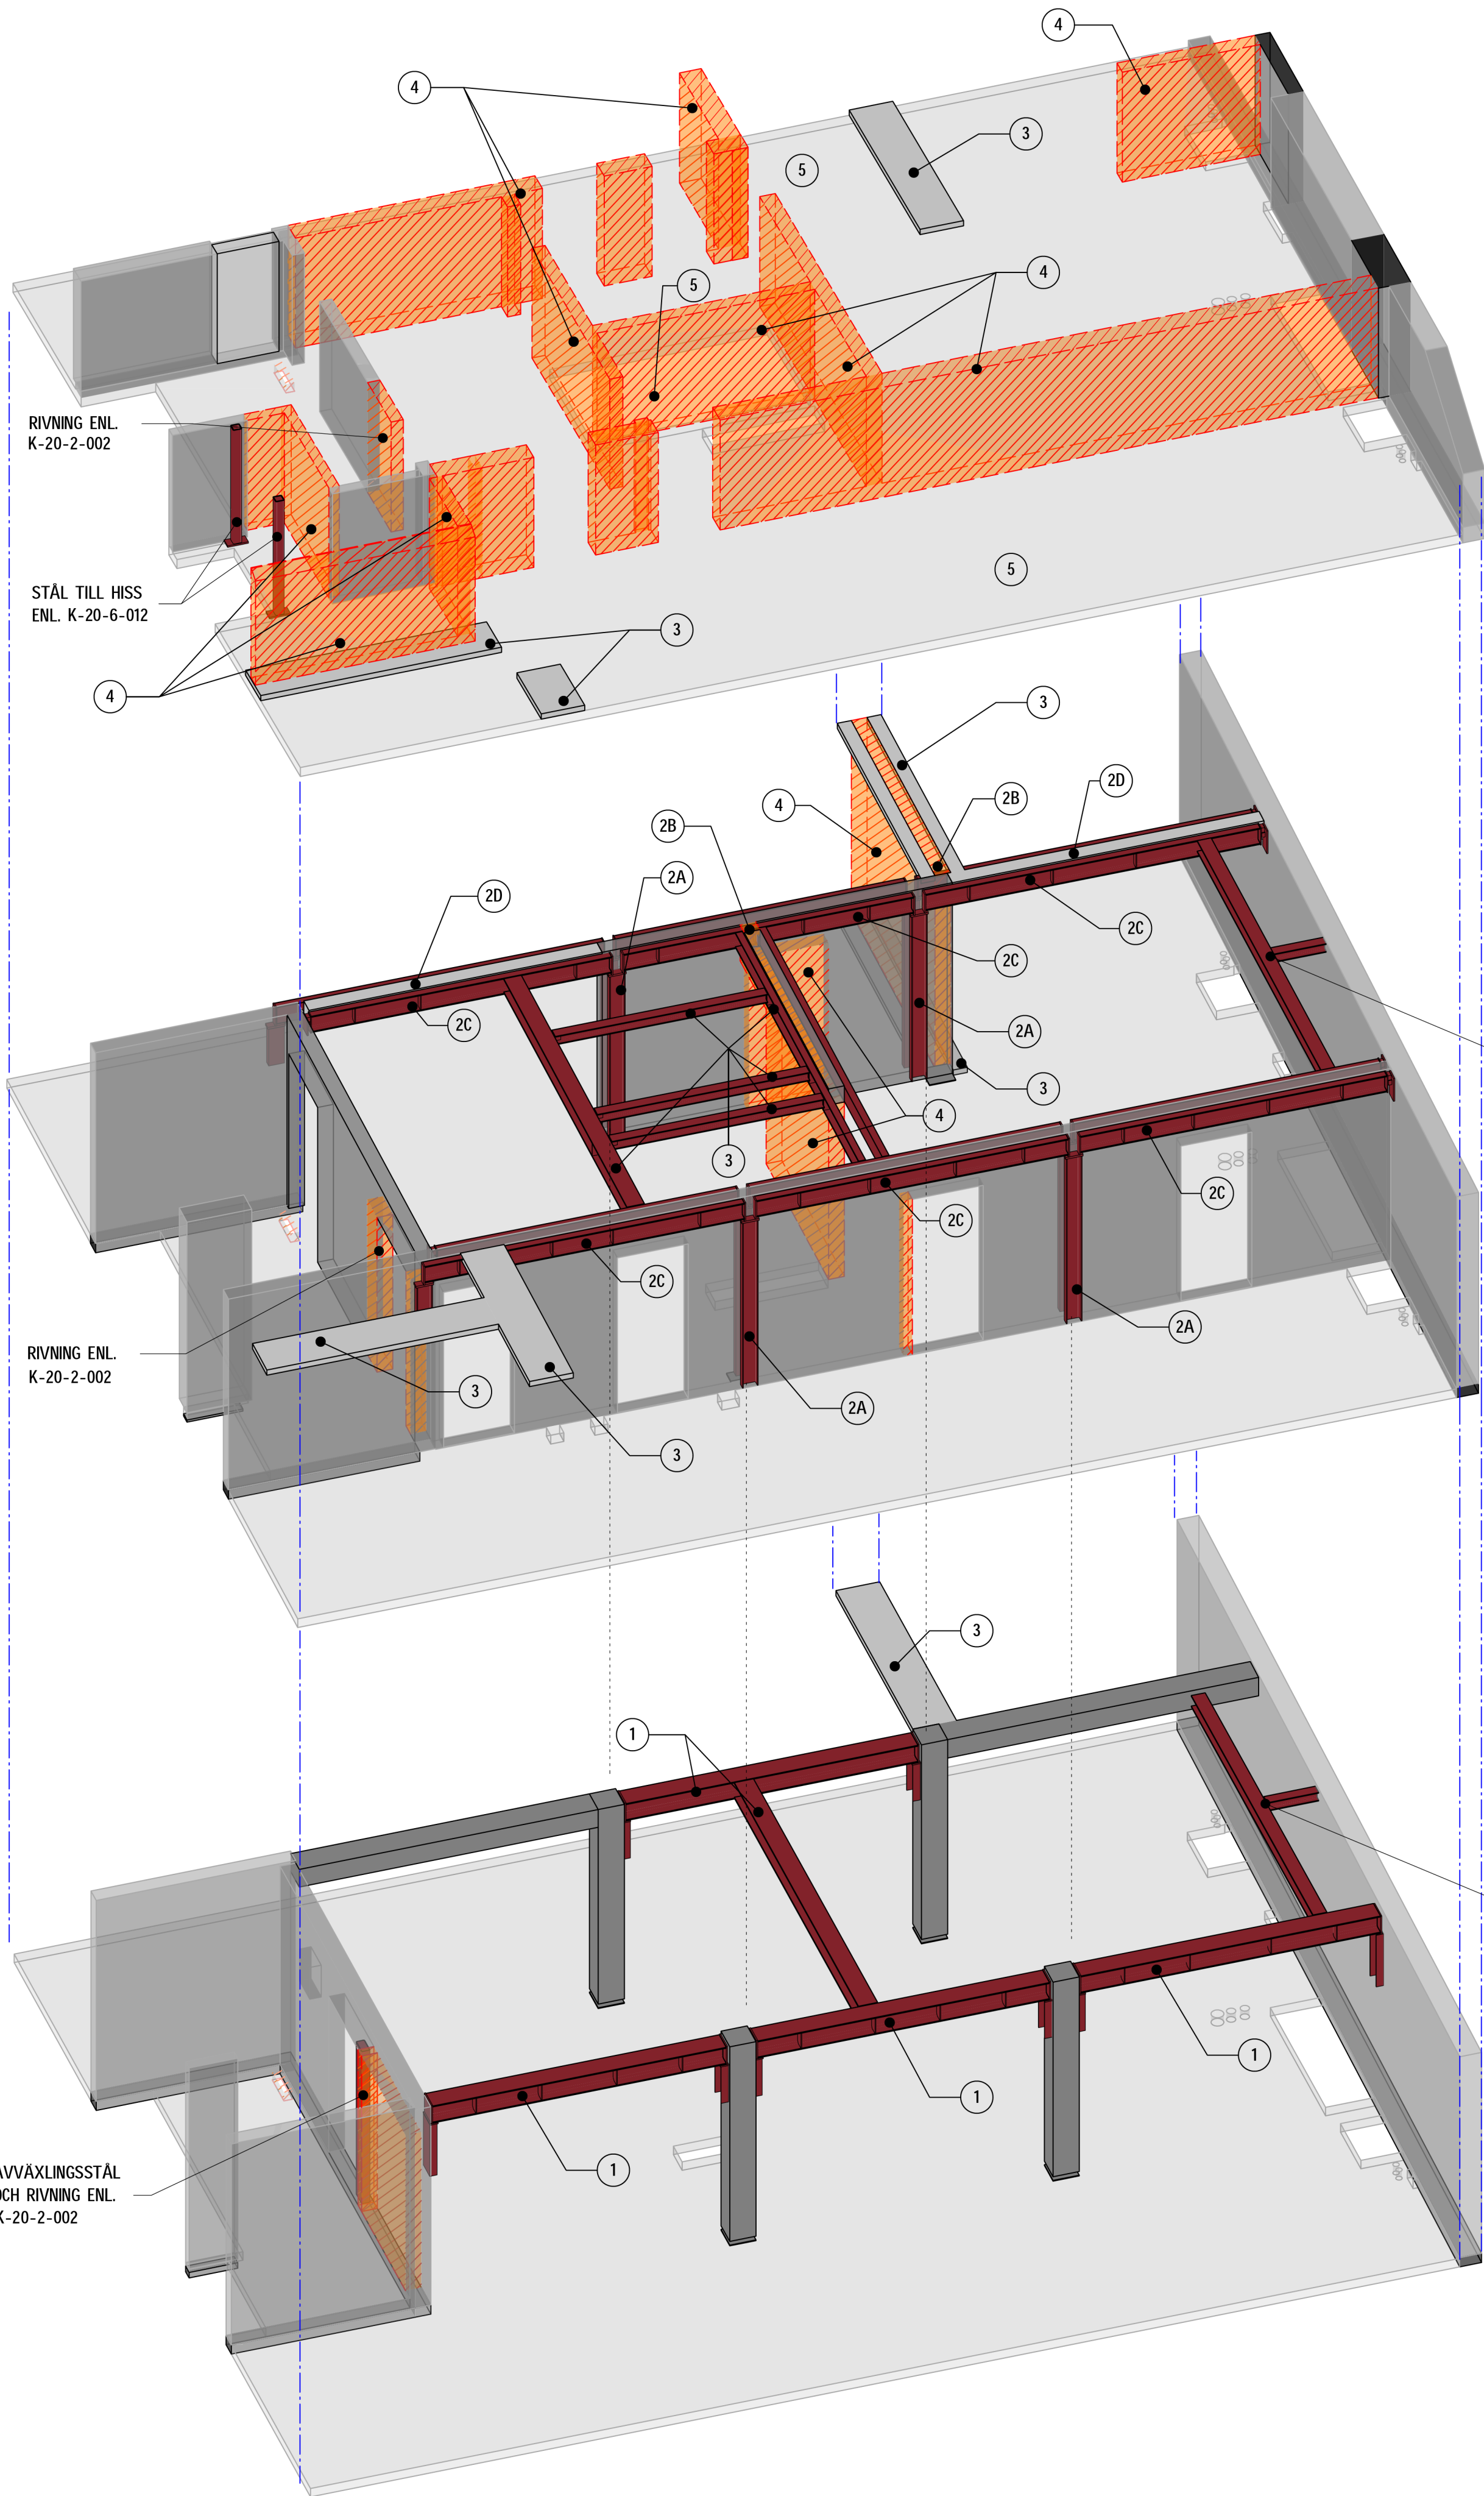 4
4
3
5
4
5
RIVNING ENL.
K-20-2-002
5
STÅL TILL HISS
ENL. K-20-6-012
3
4
3
2D
2B
4
2B
2A
2D
2C
2C
2C
2A
3
4
3
2C
2C
2C
2A
RIVNING ENL.
K-20-2-002
3
2A
3
3
1
1
1
1
AVVÄXLINGSSTÅL
OCH RIVNING ENL.
K-20-2-002